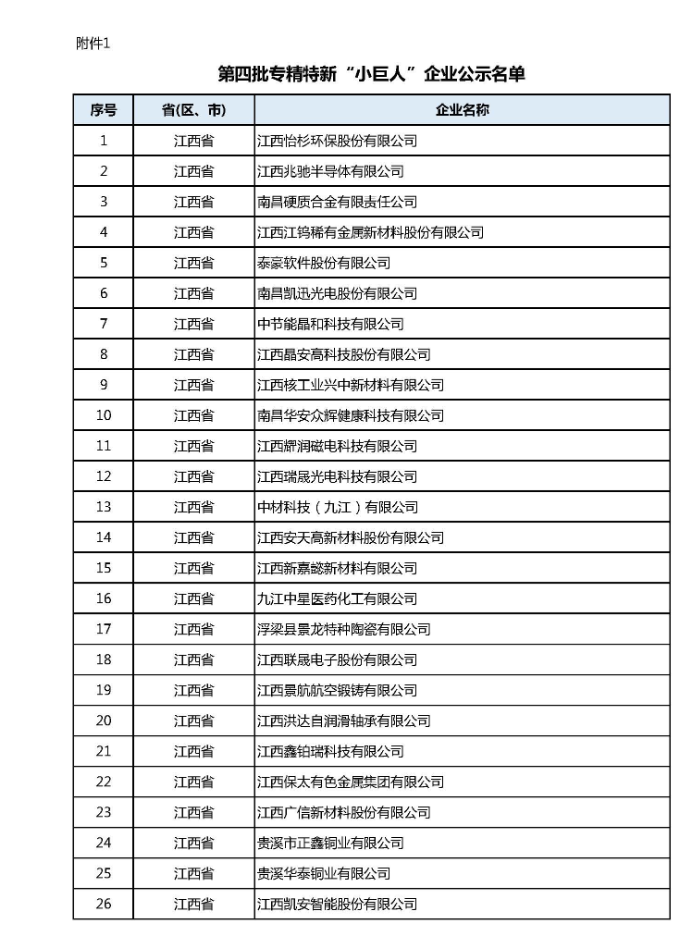 附件1
第四批专精特新“小巨人”企业公示名单
序号 省(区、市) 企业名称
1 江西省 江西怡杉环保股份有限公司
2 江西省 江西兆驰半导体有限公司
3 江西省 南昌硬质合金有限责任公司
4 江西省 江西江钨稀有金属新材料股份有限公司
5 江西省 泰豪软件股份有限公司
6 江西省 南昌凯迅光电股份有限公司
7 江西省 中节能晶和科技有限公司
8 江西省 江西晶安高科技股份有限公司
9 江西省 江西核工业兴中新材料有限公司
10 江西省 南昌华安众辉健康科技有限公司
11 江西省 江西耀润磁电科技有限公司
12 江西省 江西瑞晟光电科技有限公司
13 江西省 中材科技（九江）有限公司
14 江西省 江西安天高新材料股份有限公司
15 江西省 江西新嘉懿新材料有限公司
16 江西省 九江中星医药化工有限公司
17 江西省 浮梁县景龙特种陶瓷有限公司
18 江西省 江西联晟电子股份有限公司
19 江西省 江西景航航空锻铸有限公司
20 江西省 江西洪达自润滑轴承有限公司
21 江西省 江西鑫铂瑞科技有限公司
22 江西省 江西保太有色金属集团有限公司
23 江西省 江西广信新材料股份有限公司
24 江西省 贵溪市正鑫铜业有限公司
25 江西省 贵溪华泰铜业有限公司
26 江西省 江西凯安智能股份有限公司